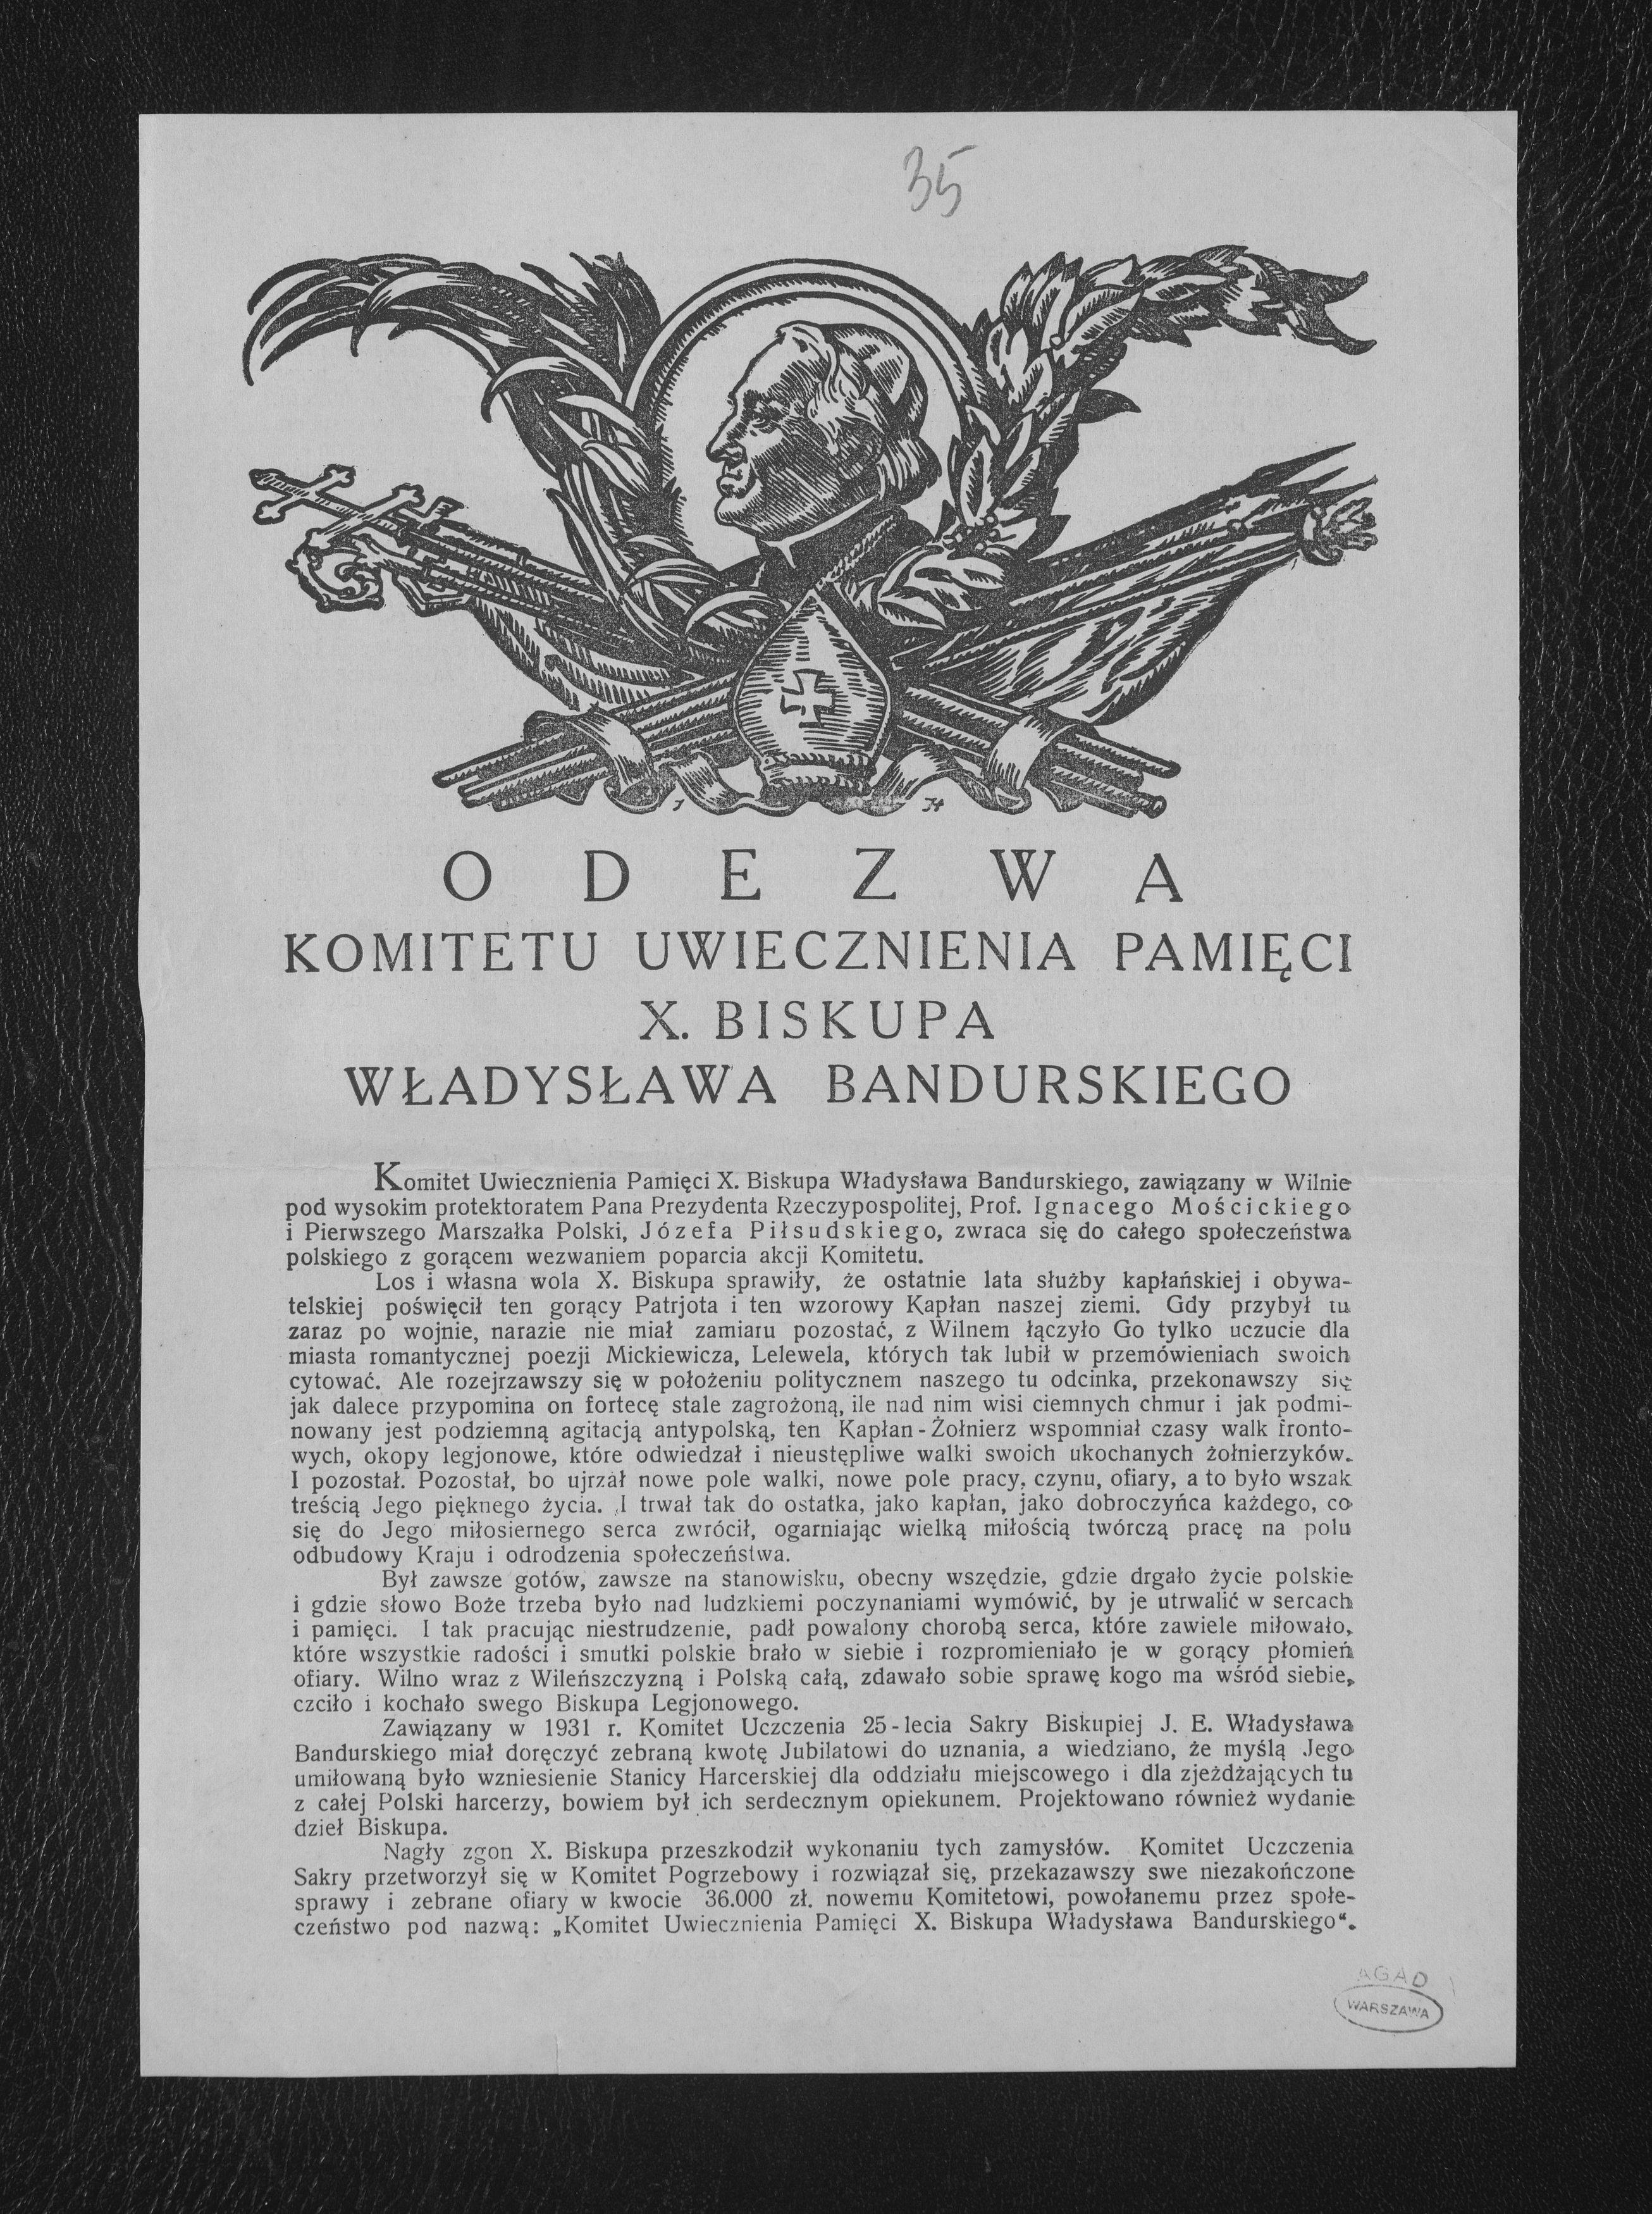 35
J H
O D E Z W A
KOMITETU UWIECZNIENIA PAMIĘCI
X. BISKUPA
WŁADYSŁAWA BANDURSKIEGO
Komitet Uwiecznienia Pamięci X. Biskupa Władysława Bandurskiego, zawiązany w Wilnie
pod wysokim protektoratem Pana Prezydenta Rzeczypospolitej, Prof. Ignacego Mościckiego
i Pierwszego Marszałka Polski, Józefa Piłsudskiego, zwraca się do całego społeczeństwa
polskiego z gorącem wezwaniem poparcia akcji Komitetu.
Los i własna wola X. Biskupa sprawiły, że ostatnie lata służby kapłańskiej i obywa-
telskiej poświęcił ten gorący Patrjota i ten wzorowy Kapłan naszej ziemi. Gdy przybył tu
zaraz po wojnie, narazie nie miał zamiaru pozostać, z Wilnem łączyło Go tylko uczucie dla
miasta romantycznej poezji Mickiewicza, Lelewela, których tak lubił w przemówieniach swoich
cytować. Ale rozejrzawszy się w położeniu politycznem naszego tu odcinka, przekonawszy się
jak dalece przypomina on fortecę stale zagrożoną, ile nad nim wisi ciemnych chmur i jak podmi-
nowany jest podziemną agitacją antypolską, ten Kapłan-Żołnierz wspomniał czasy walk fronto-
wych, okopy legjonowe, które odwiedzał i nieustępliwe walki swoich ukochanych żołnierzyków.
I pozostał. Pozostał, bo ujrzał nowe pole walki, nowe pole pracy, czynu, ofiary, a to było wszak
treścią Jego pięknego życia. I trwał tak do ostatka, jako kapłan, jako dobroczyńca każdego, co
się do Jego miłosiernego serca zwrócił, ogarniając wielką miłością twórczą pracę na polu
odbudowy Kraju i odrodzenia społeczeństwa.
Był zawsze gotów, zawsze na stanowisku, obecny wszędzie, gdzie drgało życie polskie
i gdzie słowo Boże trzeba było nad ludzkiemi poczynaniami wymówić, by je utrwalić w sercach
i pamięci. I tak pracując niestrudzenie, padł powalony chorobą serca, które zawiele miłowało,
które wszystkie radości i smutki polskie brało w siebie i rozpromieniało je w gorący płomień
ofiary. Wilno wraz z Wileńszczyzną i Polską całą, zdawało sobie sprawę kogo ma wśród siebie,
czciło i kochało swego Biskupa Legjonowego.
Zawiązany w 1931 r. Komitet Uczczenia 25-lecia Sakry Biskupiej J. E. Władysława
Bandurskiego miał doręczyć zebraną kwotę Jubilatowi do uznania, a wiedziano, że myślą Jego
umiłowaną było wzniesienie Stanicy Harcerskiej dla oddziału miejscowego i dla zjeżdżających tu
z całej Polski harcerzy, bowiem był ich serdecznym opiekunem. Projektowano również wydanie
dzieł Biskupa.
Nagły zgon X. Biskupa przeszkodził wykonaniu tych zamysłów. Komitet Uczczenia
Sakry przetworzył się w Komitet Pogrzebowy i rozwiązał się, przekazawszy swe niezakończone
sprawy i zebrane ofiary w kwocie 36.000 zł. nowemu Komitetowi, powołanemu przez społe-
czeństwo pod nazwą: „Komitet Uwiecznienia Pamięci X. Biskupa Władysława Bandurskiego“.
AGAD
WARSZAWA